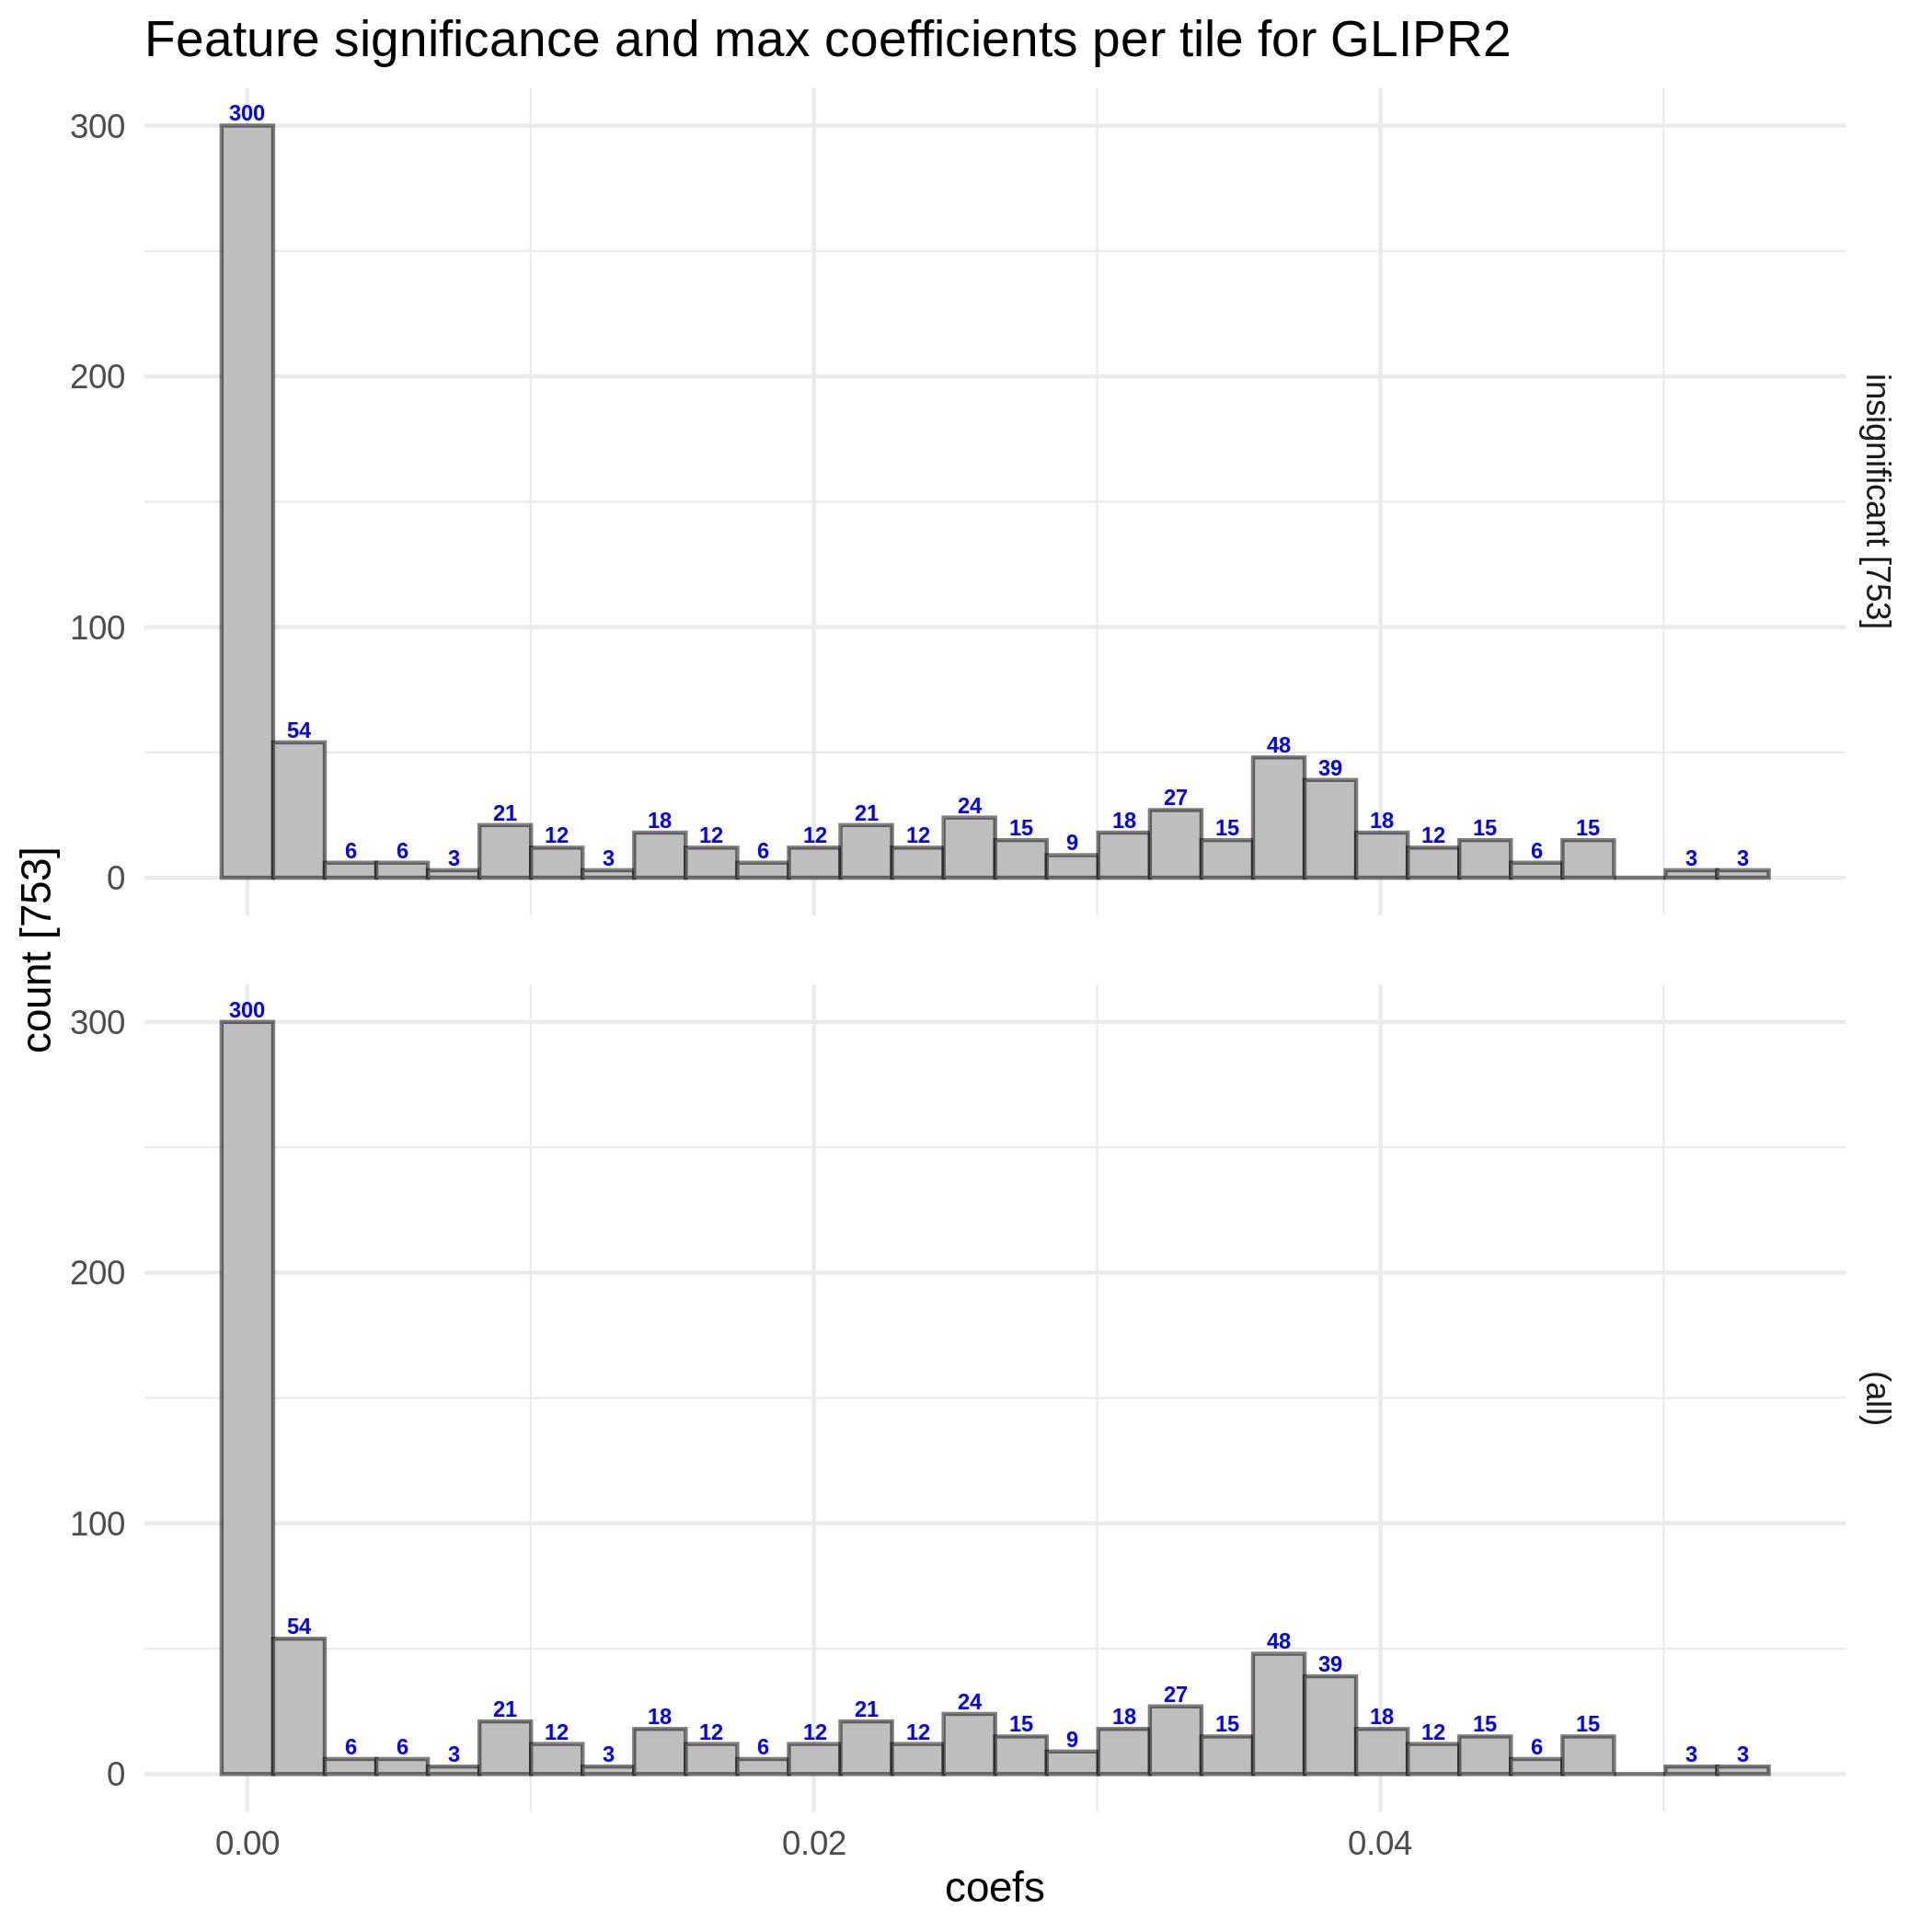 Feature significance and max coefficients per tile for GLIPR2
count [753]
300
200
100
0
300 54 6 6 3 21 12 3 18 12 6 12 21 12 24 15 9 18 27 15 48 39 18 12 15 6 15 3 3
insignificant [753]
300
200
100
0
300 54 6 6 3 21 12 3 18 12 6 12 21 12 24 15 9 18 27 15 48 39 18 12 15 6 15 3 3
(all)
0.00 0.02 0.04
coefs